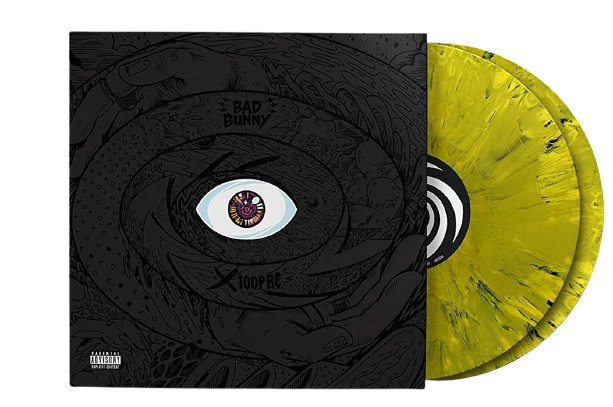 BAD
BUNNY
X 100PRE
PARENTAL
ADVISORY
EXPLICIT CONTENT